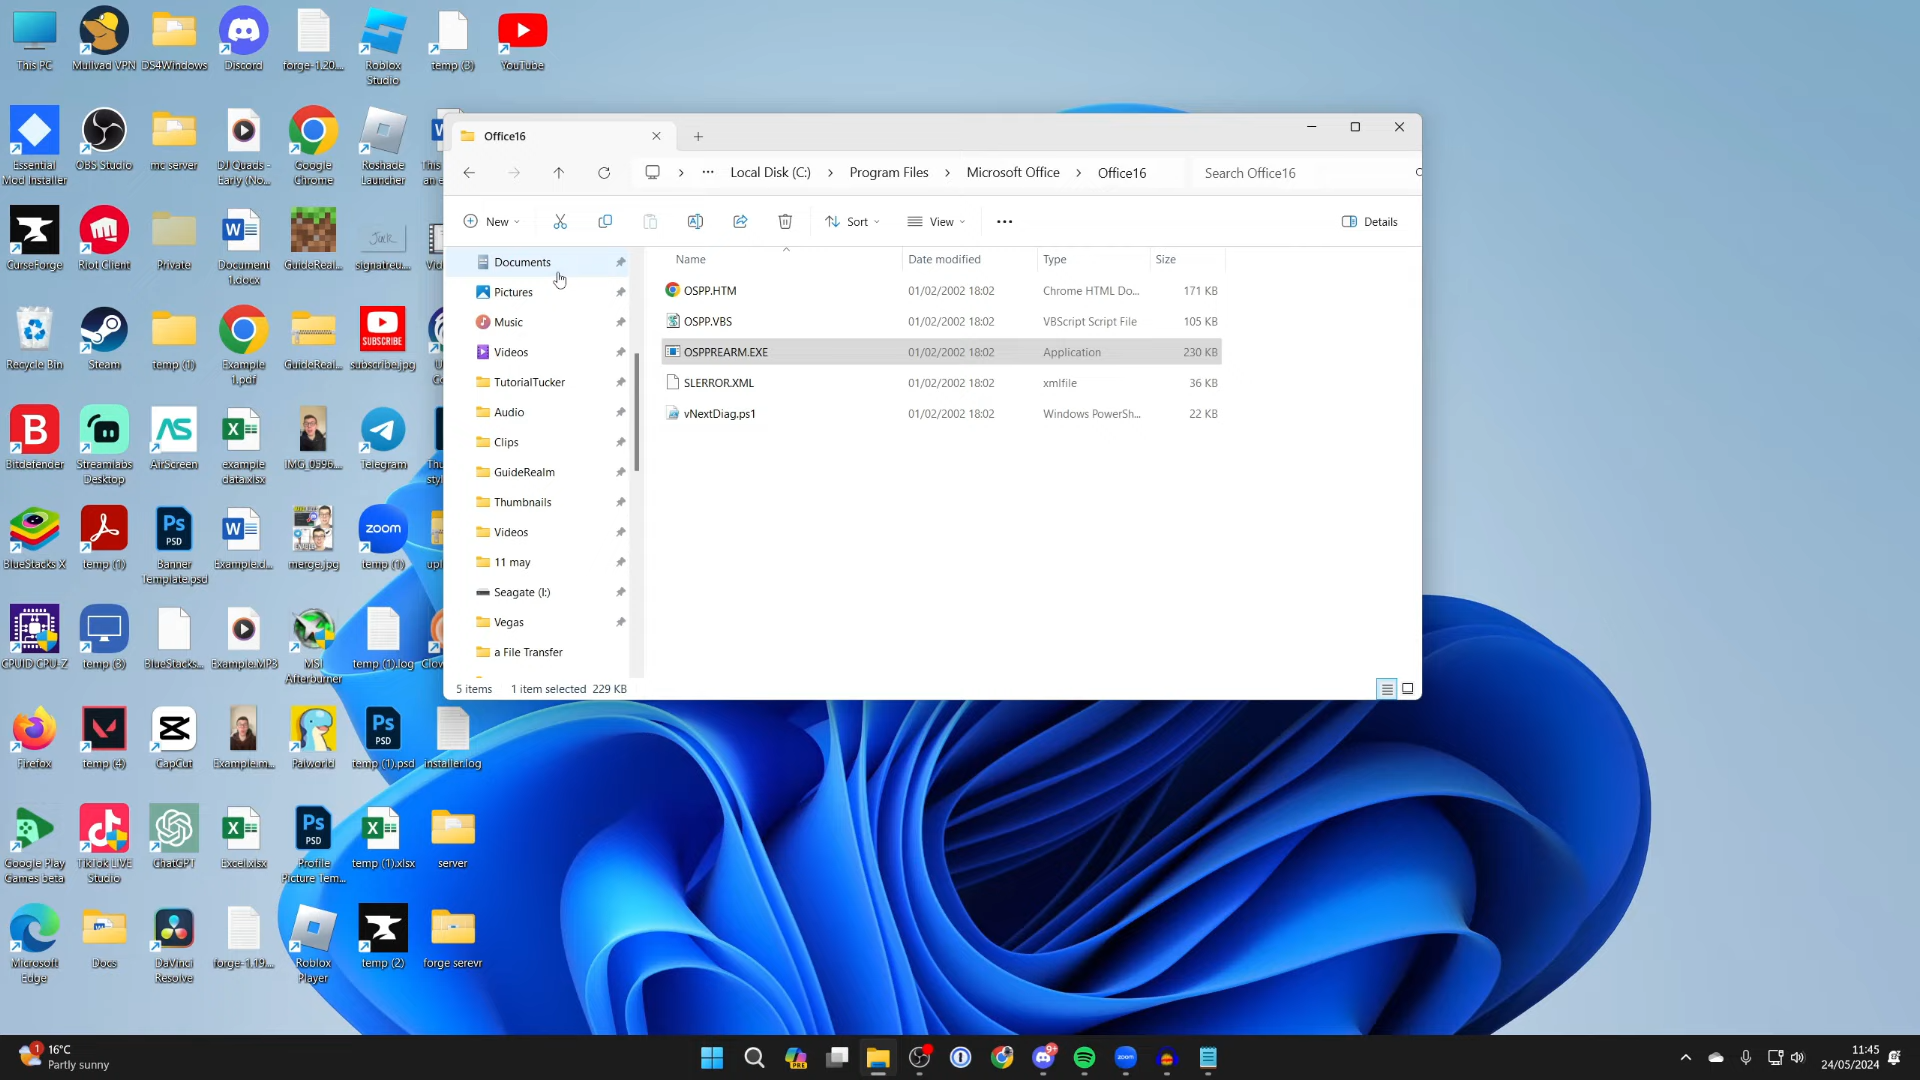 This PC
Mullvad VPN
DS4Windows
Discord
forge-1.20...
Roblox
Studio
temp (3)
YouTube
Essential
Mod Installer
OBS Studio
mc server
DJ Quads -
Early (No...
Google
Chrome
Roshade
Launcher
CurseForge
Riot Client
Private
Document
1.docx
GuideReal...
signatreu...
Recycle Bin
Steam
temp (1)
Example
1.pdf
GuideReal...
subscribe.jpg
Bitdefender
Streamlabs
Desktop
AirScreen
example
data.xlsx
IMG_0596...
Telegram
BlueStacks X
temp (1)
Banner
Template.psd
Example.d...
merge.jpg
temp (1)
CPUID CPU-Z
temp (3)
BlueStacks...
Example.MP3
MSI
Afterburner
temp (1).log
Firefox
temp (4)
CapCut
Example.m...
Palworld
temp (1).psd
installer.log
Google Play
Games beta
TikTok LIVE
Studio
ChatGPT
Excel.xlsx
Profile
Picture Tem...
temp (1).xlsx
server
Microsoft
Edge
Docs
DaVinci
Resolve
forge-1.19...
Roblox
Player
temp (2)
forge serevr
Office16
Local Disk (C:)
Program Files
Microsoft Office
Office16
Search Office16
New
Sort
View
Details
Documents
Pictures
Music
Videos
TutorialTucker
Audio
Clips
GuideRealm
Thumbnails
Videos
11 may
Seagate (I:)
Vegas
a File Transfer
Name Date modified Type Size
OSPP.HTM 01/02/2002 18:02 Chrome HTML Do... 171 KB
OSPP.VBS 01/02/2002 18:02 VBScript Script File 105 KB
OSPPREARM.EXE 01/02/2002 18:02 Application 230 KB
SLERROR.XML 01/02/2002 18:02 xmlfile 36 KB
vNextDiag.ps1 01/02/2002 18:02 Windows PowerSh... 22 KB
5 items 1 item selected 229 KB
1
16°C
Partly sunny
PRE
9+
zoom
11:45
24/05/2024